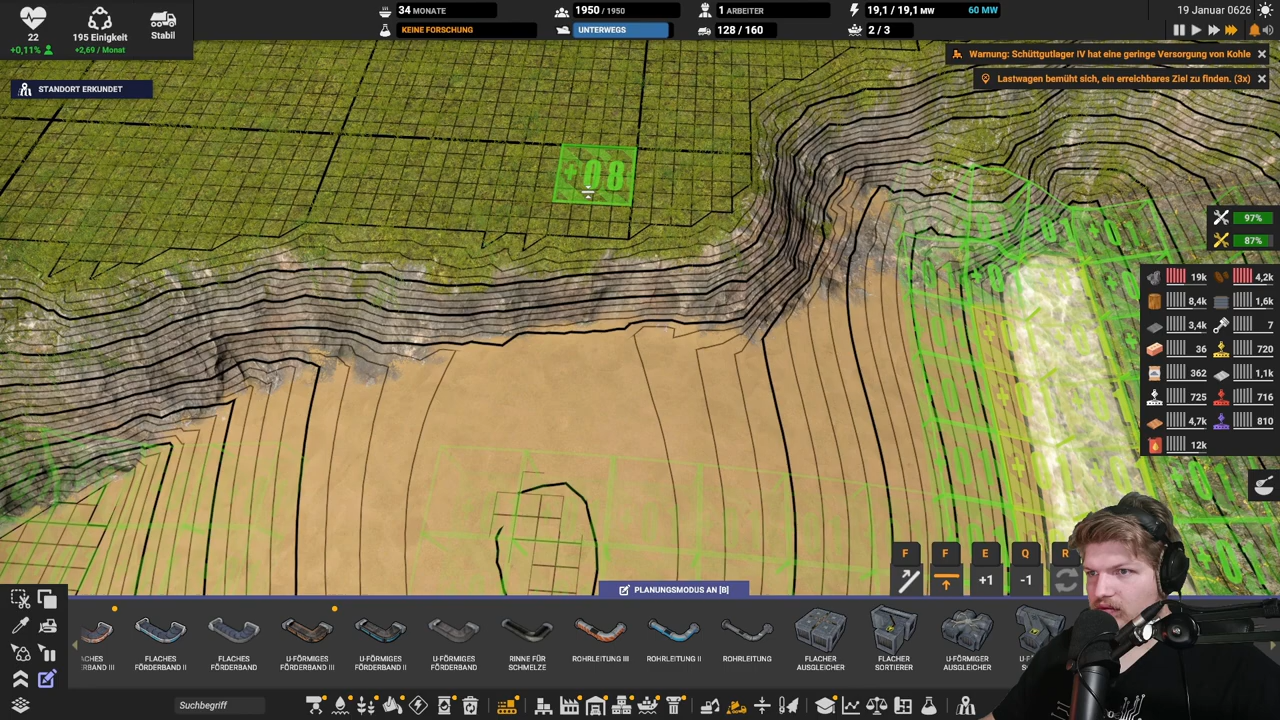 34 MONATE
1950 / 1950
1 ARBEITER
19,1 / 19,1 MW
60 MW
19 Januar 0626
22
195 Einigkeit
Stabil
+0,11%
+2,69 / Monat
KEINE FORSCHUNG
UNTERWEGS
128 / 160
2 / 3
Warnung: Schüttgutlager IV hat eine geringe Versorgung von Kohle
Lastwagen bemüht sich, ein erreichbares Ziel zu finden. (3x)
STANDORT ERKUNDET
+08
97%
87%
19k
4,2k
8,4k
1,6k
3,4k
7
36
720
362
1,1k
725
716
4,7k
810
12k
F
F
E
Q
R
+1
-1
PLANUNGSMODUS AN [B]
FLACHES FÖRDERBAND II
FLACHES FÖRDERBAND
U-FÖRMIGES FÖRDERBAND III
U-FÖRMIGES FÖRDERBAND II
U-FÖRMIGES FÖRDERBAND
RINNE FÜR SCHMELZE
ROHRLEITUNG III
ROHRLEITUNG II
ROHRLEITUNG
FLACHER AUSGLEICHER
FLACHER SORTIERER
U-FÖRMIGER AUSGLEICHER
Suchbegriff